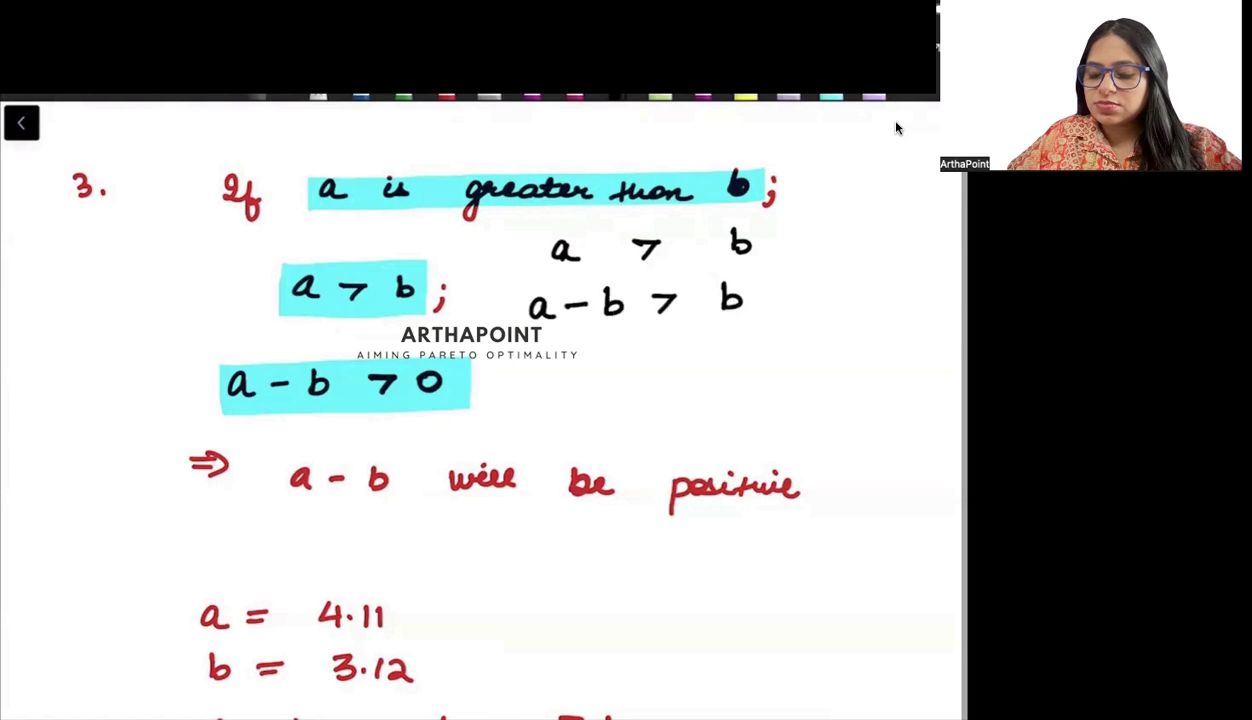 3. If a is greater than b;
a > b
a > b;
a - b > b
ARTHAPOINT
AIMING PARETO OPTIMALITY
a - b > 0
⇒ a - b will be positive
a = 4.11
b = 3.12
ArthaPoint